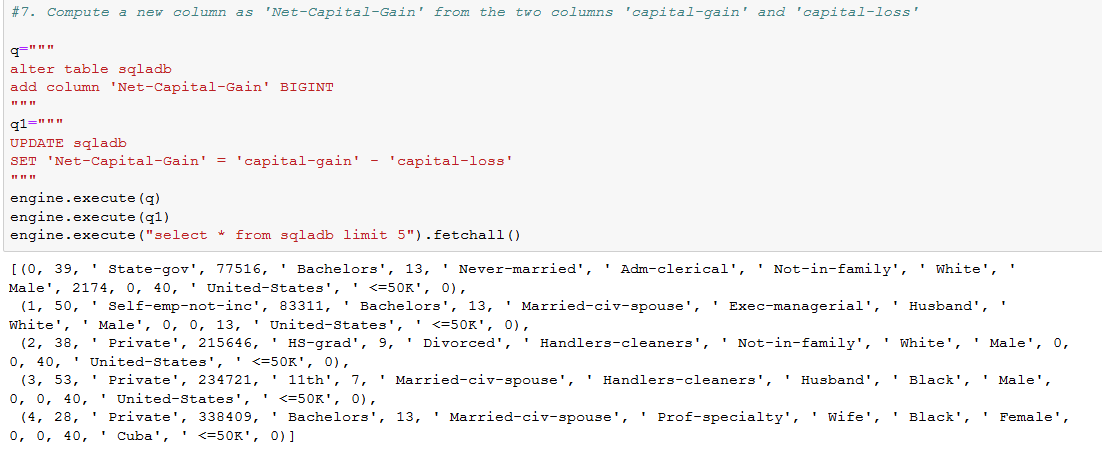 #7. Compute a new column as 'Net-Capital-Gain' from the two columns 'capital-gain' and 'capital-loss'
q="""
alter table sqladb
add column 'Net-Capital-Gain' BIGINT
"""
q1="""
UPDATE sqladb
SET 'Net-Capital-Gain' = 'capital-gain' - 'capital-loss'
"""
engine.execute(q)
engine.execute(q1)
engine.execute("select * from sqladb limit 5").fetchall()
[(0, 39, ' State-gov', 77516, ' Bachelors', 13, ' Never-married', ' Adm-clerical', ' Not-in-family', ' White', '
Male', 2174, 0, 40, ' United-States', ' <=50K', 0),
(1, 50, ' Self-emp-not-inc', 83311, ' Bachelors', 13, ' Married-civ-spouse', ' Exec-managerial', ' Husband', '
White', ' Male', 0, 0, 13, ' United-States', ' <=50K', 0),
(2, 38, ' Private', 215646, ' HS-grad', 9, ' Divorced', ' Handlers-cleaners', ' Not-in-family', ' White', ' Male', 0,
0, 40, ' United-States', ' <=50K', 0),
(3, 53, ' Private', 234721, ' 11th', 7, ' Married-civ-spouse', ' Handlers-cleaners', ' Husband', ' Black', ' Male',
0, 0, 40, ' United-States', ' <=50K', 0),
(4, 28, ' Private', 338409, ' Bachelors', 13, ' Married-civ-spouse', ' Prof-specialty', ' Wife', ' Black', ' Female',
0, 0, 40, ' Cuba', ' <=50K', 0)]